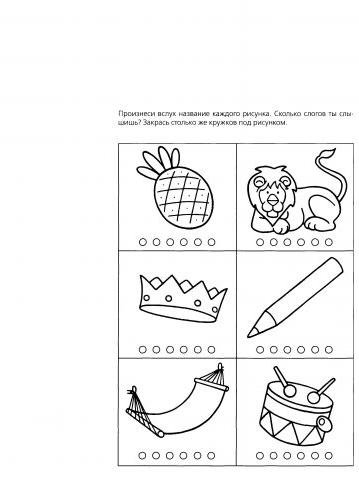 Произнеси вслух название каждого рисунка. Сколько слогов ты слы-
шишь? Закрась столько же кружков под рисунком.